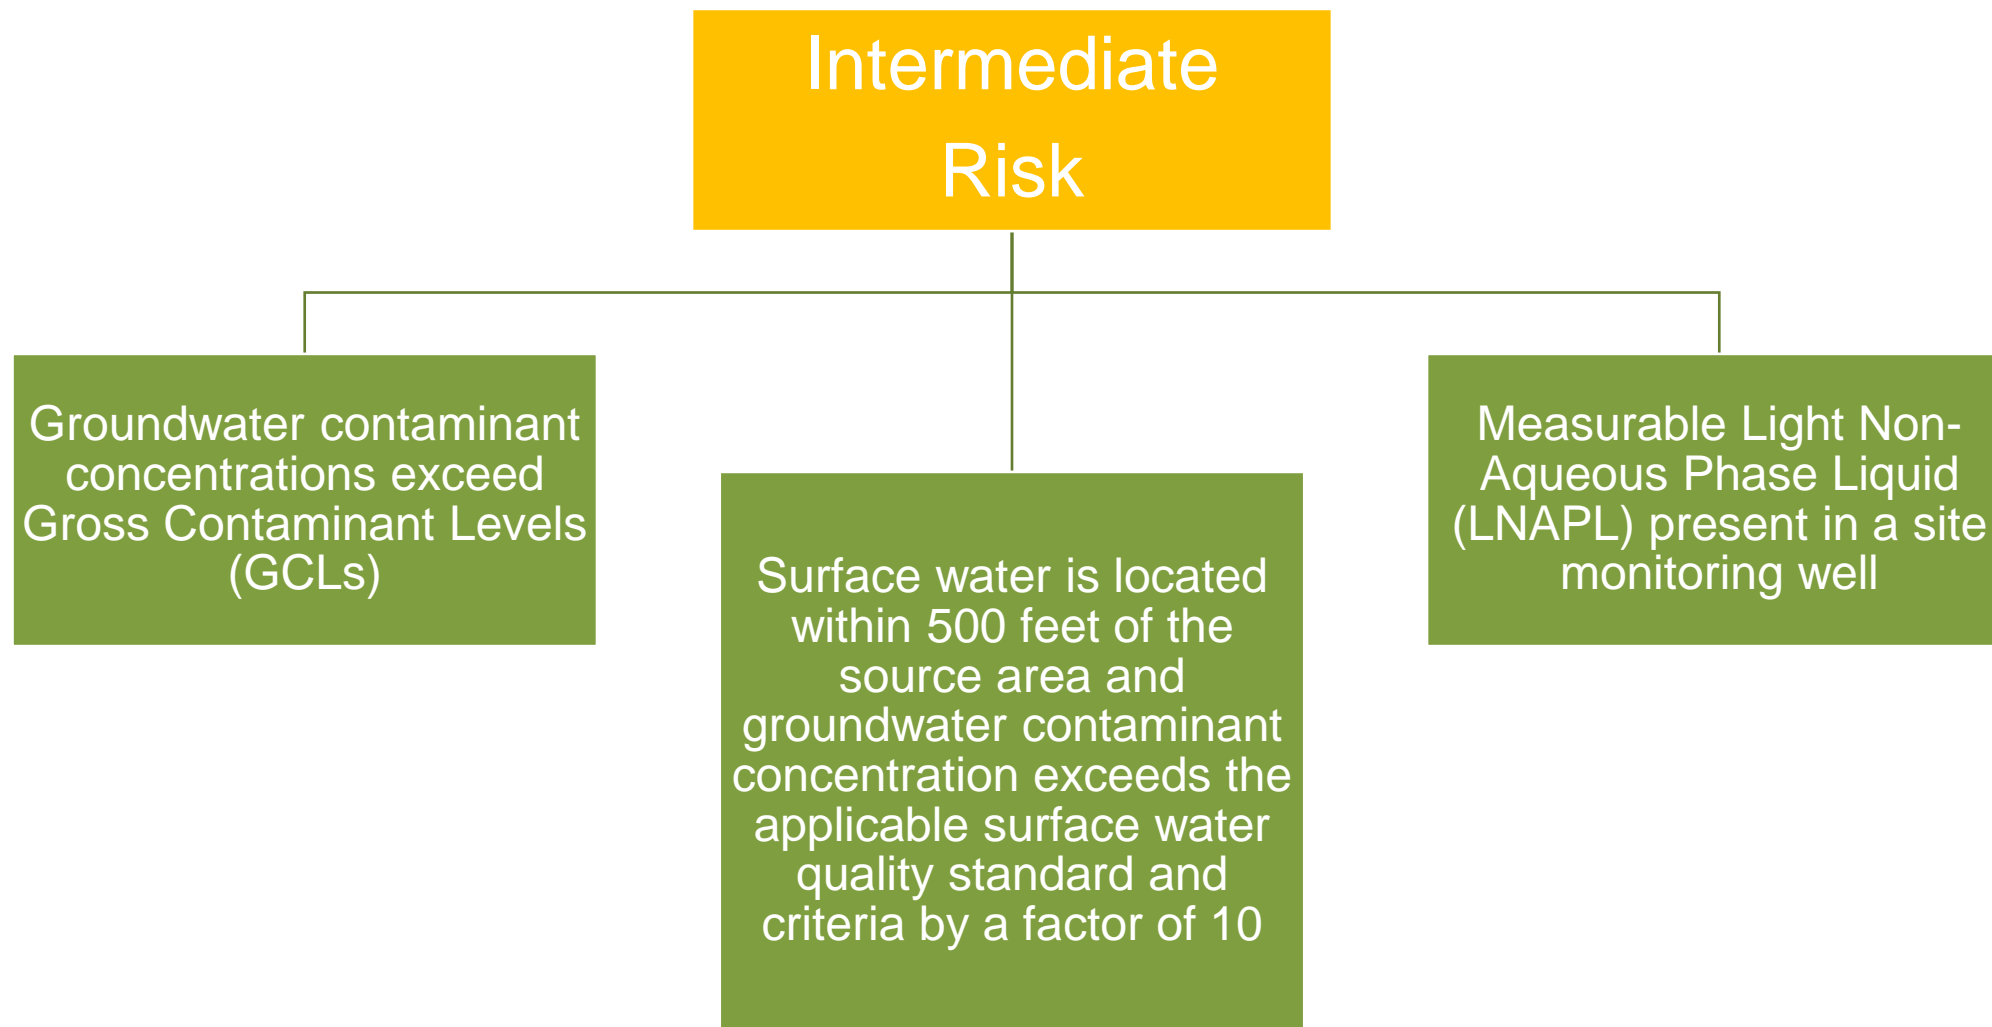 Intermediate
Risk
Groundwater contaminant
concentrations exceed
Gross Contaminant Levels
(GCLs)
Surface water is located
within 500 feet of the
source area and
groundwater contaminant
concentration exceeds the
applicable surface water
quality standard and
criteria by a factor of 10
Measurable Light Non-
Aqueous Phase Liquid
(LNAPL) present in a site
monitoring well